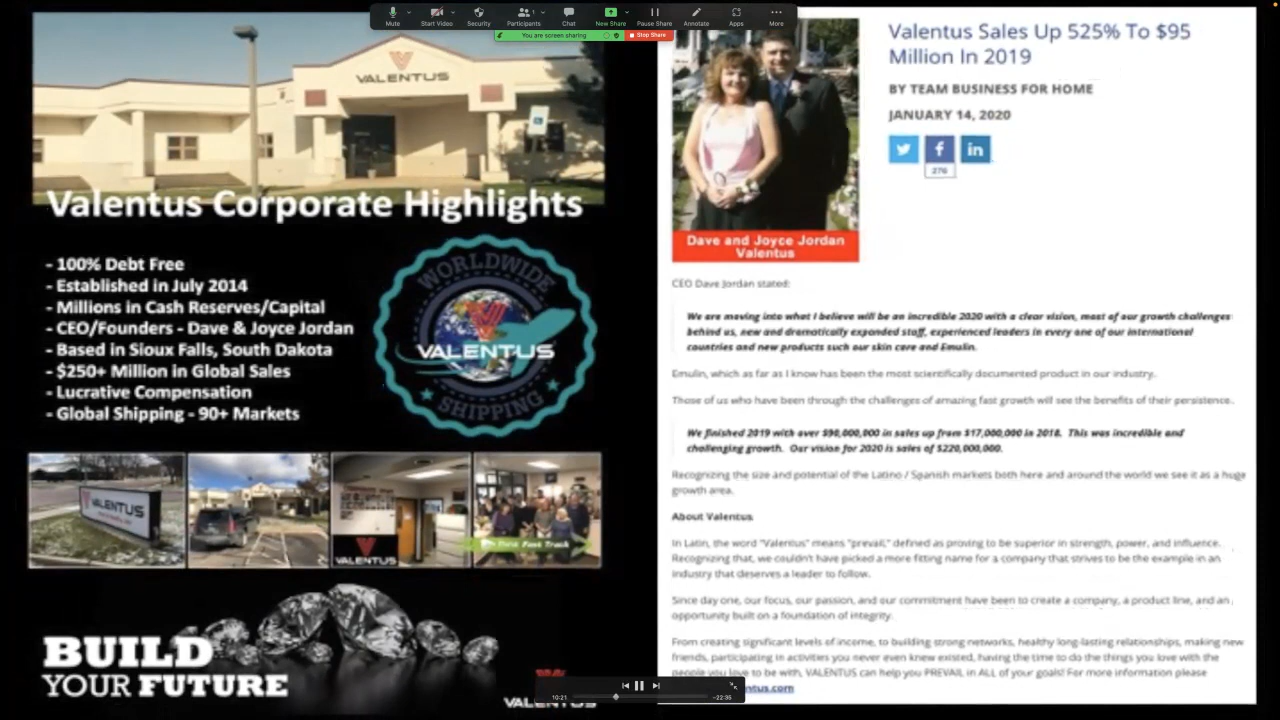 Mute
Start Video
Security
Participants
1
Chat
New Share
Pause Share
Annotate
Apps
More
You are screen sharing
Stop Share
VALENTUS
Valentus Corporate Highlights
- 100% Debt Free
- Established in July 2014
- Millions in Cash Reserves/Capital
- CEO/Founders - Dave & Joyce Jordan
- Based in Sioux Falls, South Dakota
- $250+ Million in Global Sales
- Lucrative Compensation
- Global Shipping - 90+ Markets
WORLDWIDE
VALENTUS
SHIPPING
VALENTUS
VALENTUS
BUILD
YOUR FUTURE
VALENTUS
Dave and Joyce Jordan
Valentus
Valentus Sales Up 525% To $95
Million In 2019
BY TEAM BUSINESS FOR HOME
JANUARY 14, 2020
276
CEO Dave Jordan stated:
We are moving into what I believe will be an incredible 2020 with a clear vision, most of our growth challenges
behind us, new and dramatically expanded staff, experienced leaders in every one of our international
countries and new products such our skin care and Emulin.
Emulin, which as far as I know has been the most scientifically documented product in our industry.
Those of us who have been through the challenges of amazing fast growth will see the benefits of their persistence.
We finished 2019 with over in sales up from $17,000,000 in 2018. This was incredible and
challenging growth. Our vision for 2020 is sales of $220,000,000.
Recognizing the size and potential of the Latino / Spanish markets both here and around the world we see it as a huge
growth area.
About Valentus
In Latin, the word "Valentus" means "prevail," defined as proving to be superior in strength, power, and influence.
Recognizing that, we couldn't have picked a more fitting name for a company that strives to be the example in an
industry that deserves a leader to follow.
Since day one, our focus, our passion, and our commitment have been to create a company, a product line, and an
opportunity built on a foundation of integrity.
From creating significant levels of income, to building strong networks, healthy long-lasting relationships, making new
friends, participating in activities you never even knew existed, having the time to do the things you love with the
people you love to be with, VALENTUS can help you PREVAIL in ALL of your goals! For more information please
ntus.com
10:21
-22:35